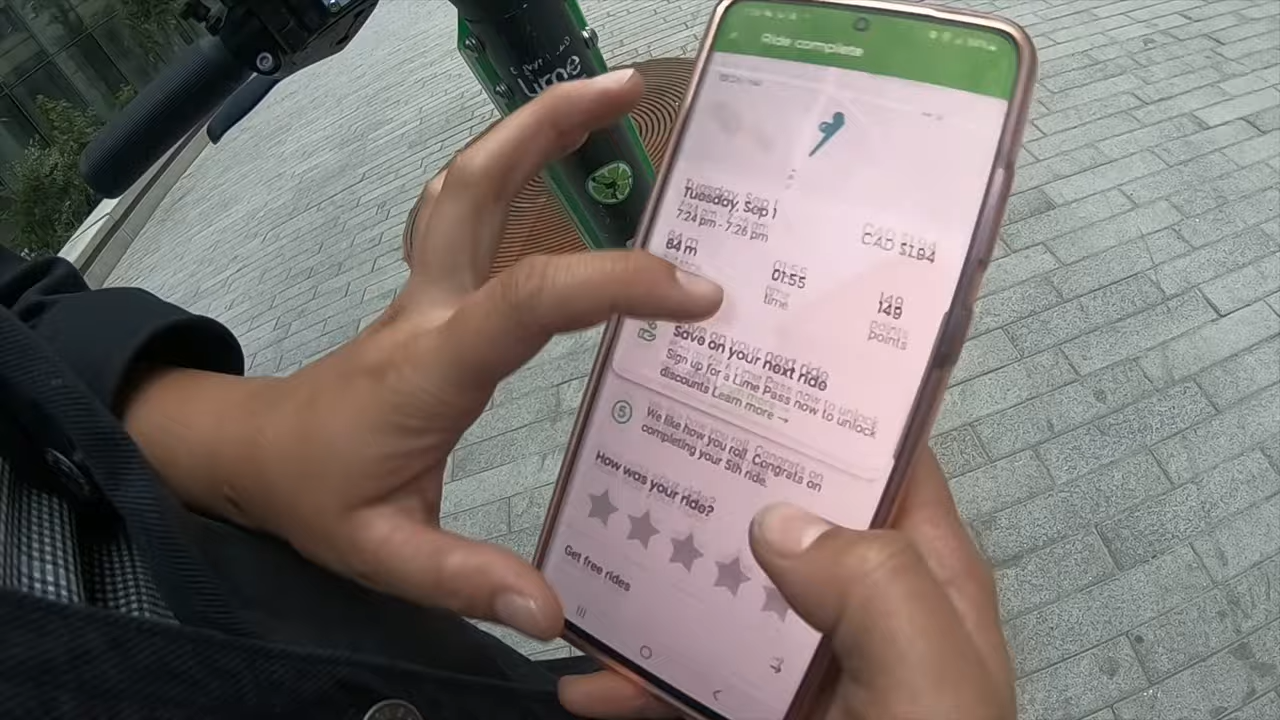 Lime
Ride complete
Tuesday, Sep 1
7:24 pm - 7:26 pm
CAD $1.94
84 m
01:55
time
149
points
Save on your next ride
Sign up for a Lime Pass now to unlock
discounts Learn more →
5
We like how you roll. Congrats on
completing your 5th ride.
How was your ride?
Get free rides